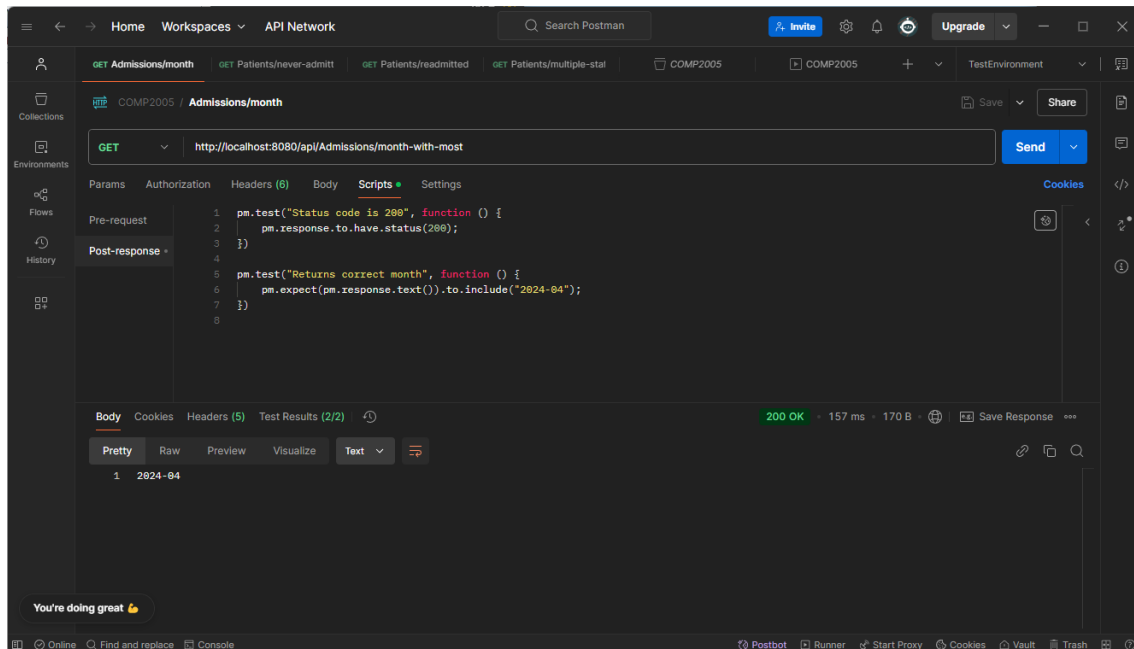 Home Workspaces API Network Search Postman Invite Upgrade
GET Admissions/month GET Patients/never-admitt GET Patients/readmitted GET Patients/multiple-staf COMP2005 COMP2005 TestEnvironment
HTTP COMP2005 / Admissions/month Save Share
Collections
GET http://localhost:8080/api/Admissions/month-with-most Send
Environments
Params Authorization Headers (6) Body Scripts Settings Cookies
Flows
Pre-request
Post-response
History
1 pm.test("Status code is 200", function () {
2 pm.response.to.have.status(200);
3 })
4
5 pm.test("Returns correct month", function () {
6 pm.expect(pm.response.text()).to.include("2024-04");
7 })
8
Body Cookies Headers (5) Test Results (2/2) 200 OK 157 ms 170 B Save Response
Pretty Raw Preview Visualize Text
1 2024-04
You're doing great 💪
Online Find and replace Console Postbot Runner Start Proxy Cookies Vault Trash